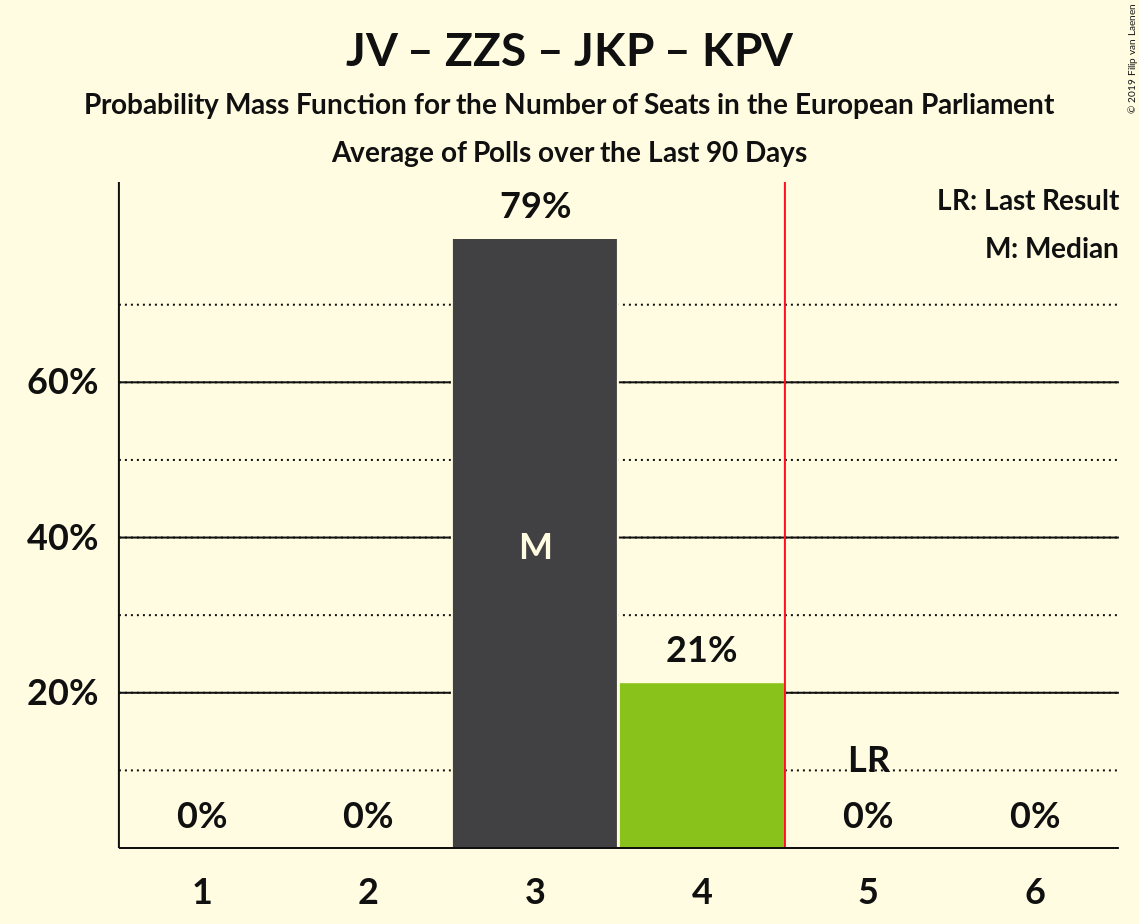 JV – ZZS – JKP – KPV
Probability Mass Function for the Number of Seats in the European Parliament
Average of Polls over the Last 90 Days
© 2019 Filip van Laenen
LR: Last Result
M: Median
79%
60%
M
40%
21%
20%
LR
0% 0% 0% 0%
1 2 3 4 5 6